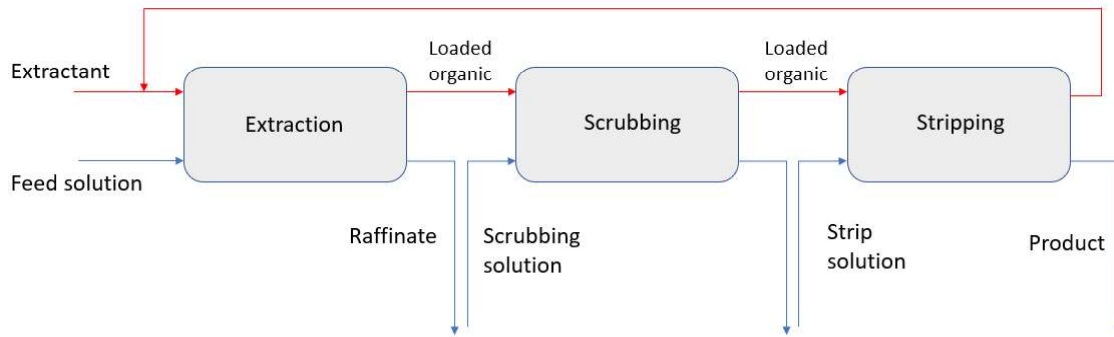 Loaded
organic
Loaded
organic
Extractant
Extraction
Scrubbing
Stripping
Feed solution
Raffinate
Scrubbing
solution
Strip
solution
Product